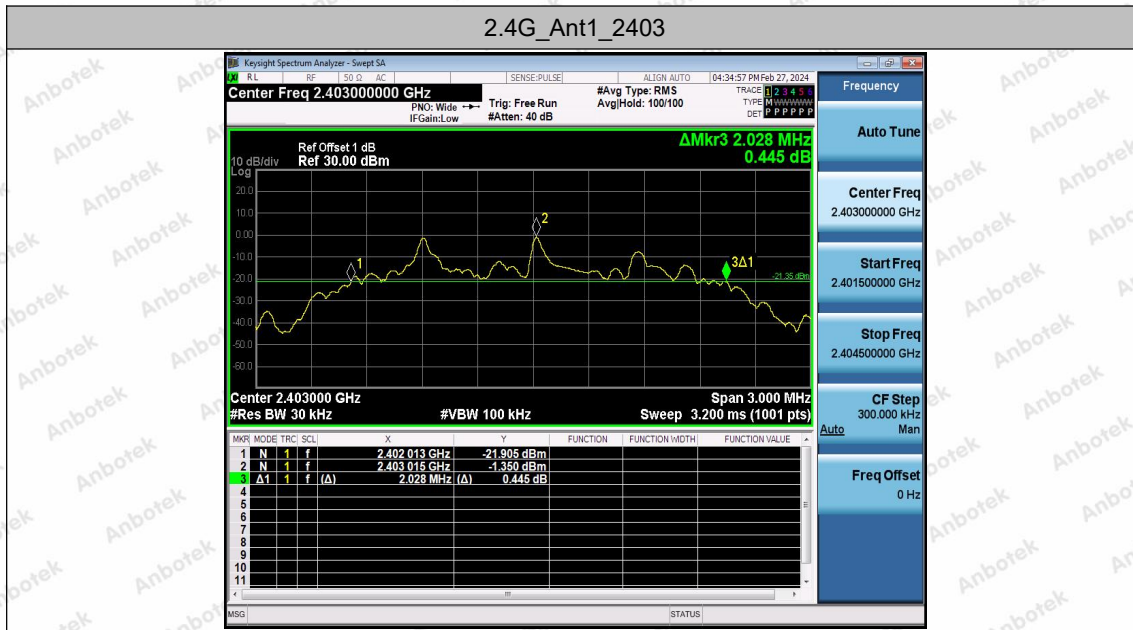 2.4G_Ant1_2403
Keysight Spectrum Analyzer - Swept SA
RL RF 50 Ω AC SENSE:PULSE ALIGN AUTO 04:34:57 PM Feb 27, 2024
Center Freq 2.403000000 GHz
PNO: Wide
IFGain:Low
Trig: Free Run
#Atten: 40 dB
#Avg Type: RMS
Avg|Hold: 100/100
TRACE 1 2 3 4 5 6
TYPE M W W W W W
DET P P P P P P
Ref Offset 1 dB
10 dB/div Ref 30.00 dBm
Log
ΔMkr3 2.028 MHz
0.445 dB
20.0
10.0
0.00
-10.0
-20.0
-30.0
-40.0
-50.0
-60.0
1
2
3Δ1
-21.35 dBm
Center 2.403000 GHz Span 3.000 MHz
#Res BW 30 kHz #VBW 100 kHz Sweep 3.200 ms (1001 pts)
MKR MODE TRC SCL X Y FUNCTION FUNCTION WIDTH FUNCTION VALUE
1 N 1 f 2.402 013 GHz -21.905 dBm
2 N 1 f 2.403 015 GHz -1.350 dBm
3 Δ1 1 f (Δ) 2.028 MHz (Δ) 0.445 dB
4
5
6
7
8
9
10
11
MSG STATUS
Frequency
Auto Tune
Center Freq
2.403000000 GHz
Start Freq
2.401500000 GHz
Stop Freq
2.404500000 GHz
CF Step
300.000 kHz
Auto Man
Freq Offset
0 Hz
Anbotek